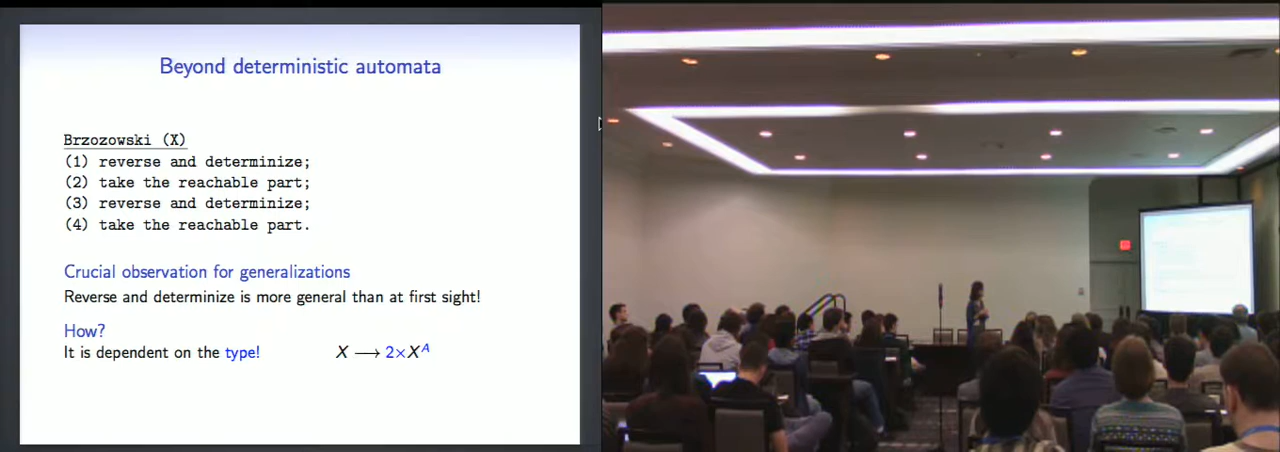 Beyond deterministic automata
Brzozowski (X)
(1) reverse and determinize;
(2) take the reachable part;
(3) reverse and determinize;
(4) take the reachable part.
Crucial observation for generalizations
Reverse and determinize is more general than at first sight!
How?
It is dependent on the type! X ⟶ 2×X^A